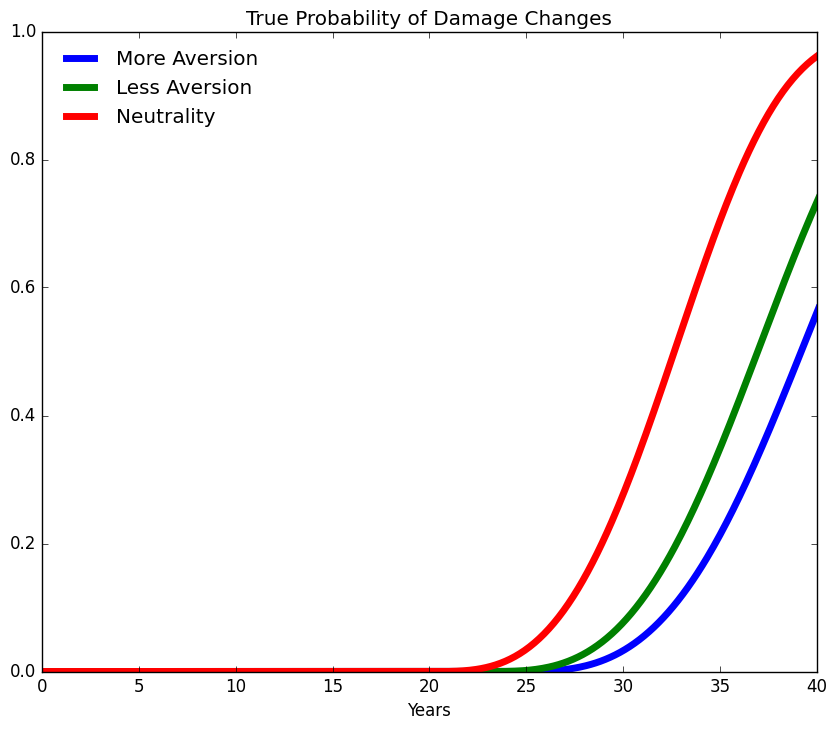 True Probability of Damage Changes
1.0
More Aversion
Less Aversion
Neutrality
0.8
0.6
0.4
0.2
0.0
0 5 10 15 20 25 30 35 40
Years